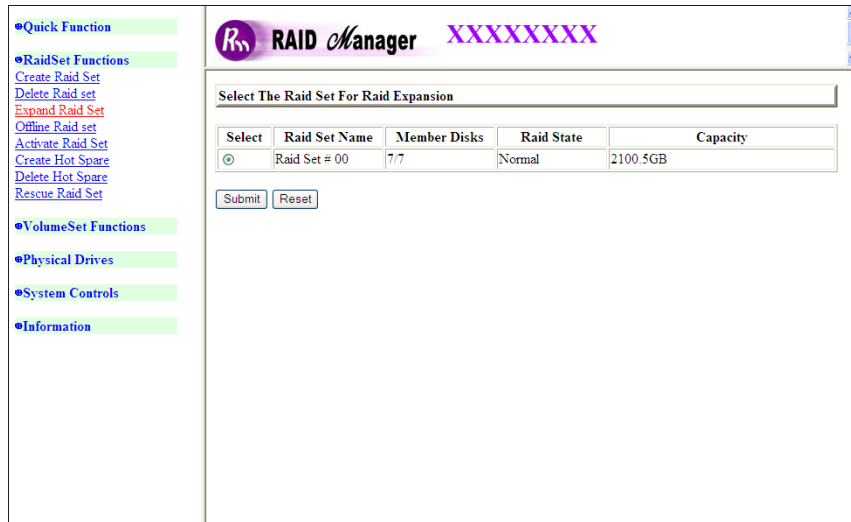 Quick Function
RaidSet Functions
Create Raid Set
Delete Raid set
Expand Raid Set
Offline Raid set
Activate Raid Set
Create Hot Spare
Delete Hot Spare
Rescue Raid Set
VolumeSet Functions
Physical Drives
System Controls
Information
Rm RAID Manager XXXXXXXX
Select The Raid Set For Raid Expansion
Select Raid Set Name Member Disks Raid State Capacity
Raid Set # 00 7/7 Normal 2100.5GB
Submit Reset